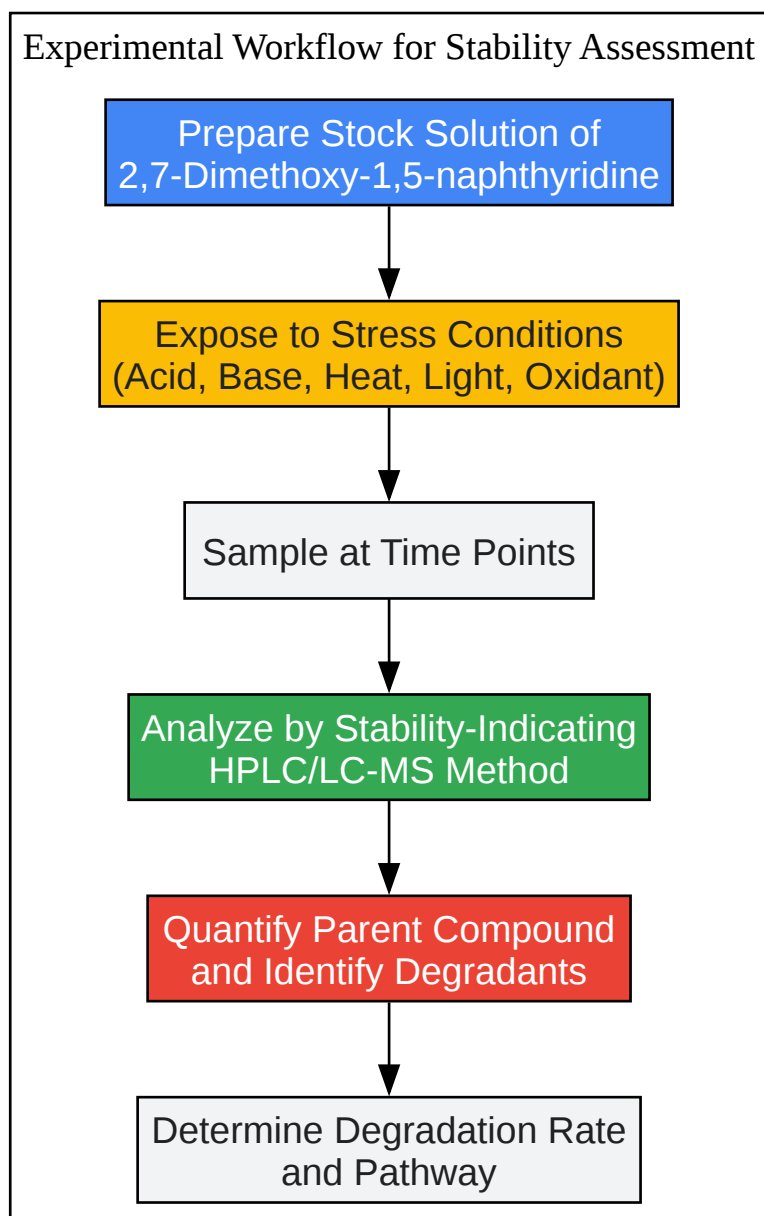 Experimental Workflow for Stability Assessment
Prepare Stock Solution of
2,7-Dimethoxy-1,5-naphthyridine
Expose to Stress Conditions
(Acid, Base, Heat, Light, Oxidant)
Sample at Time Points
Analyze by Stability-Indicating
HPLC/LC-MS Method
Quantify Parent Compound
and Identify Degradants
Determine Degradation Rate
and Pathway